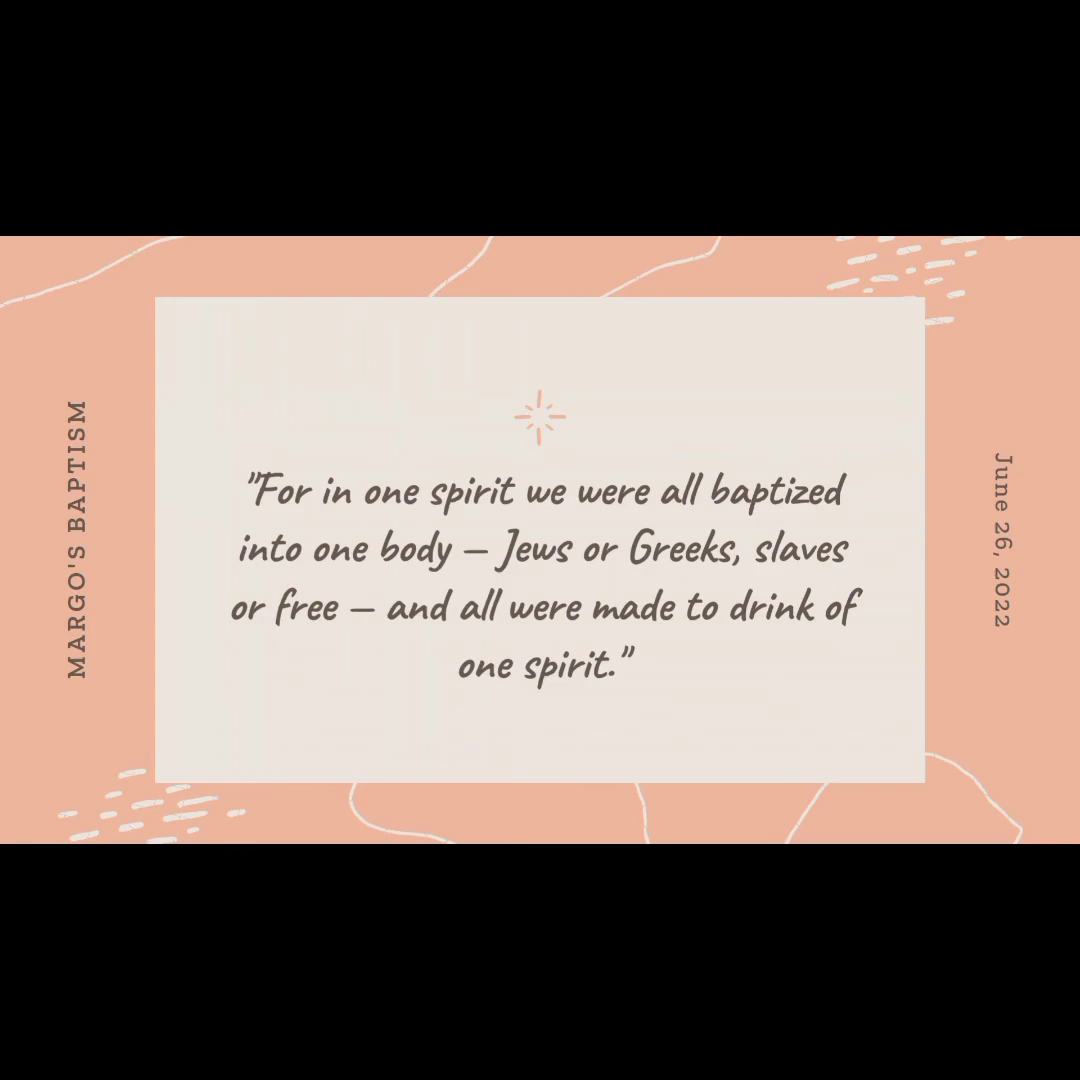 MARGO'S BAPTISM
"For in one spirit we were all baptized
into one body – Jews or Greeks, slaves
or free – and all were made to drink of
one spirit."
June 26, 2022